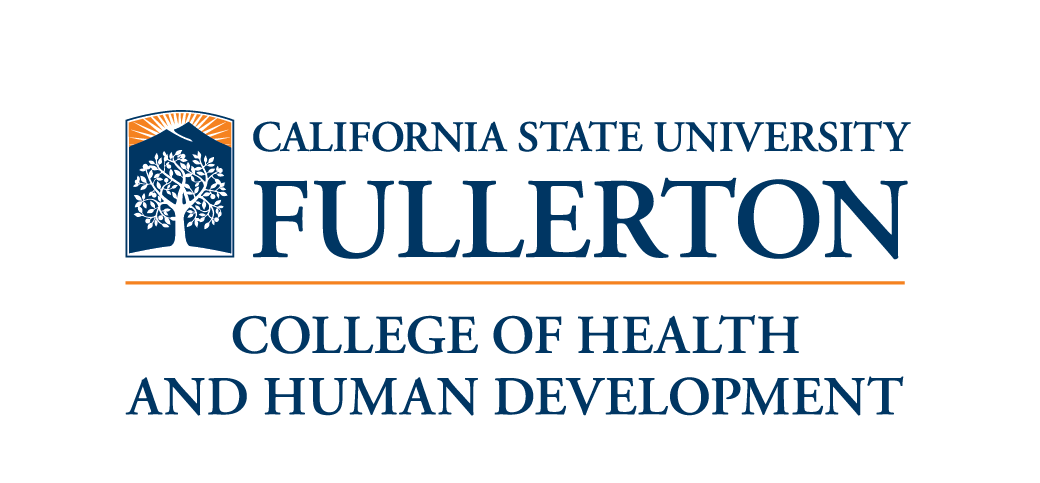 CALIFORNIA STATE UNIVERSITY
FULLERTON
COLLEGE OF HEALTH
AND HUMAN DEVELOPMENT